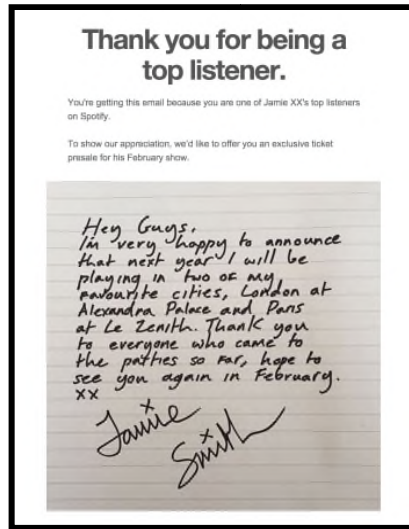 Thank you for being a
top listener.
You're getting this email because you are one of Jamie XX's top listeners
on Spotify.
To show our appreciation, we'd like to offer you an exclusive ticket
presale for his February show.
Hey Guys,
I'm very happy to announce
that next year I will be
playing in two of my
favourite cities, London at
Alexandra Palace and Paris
at Le Zenith. Thank you
to everyone who came to
the parties so far, hope to
see you again in February.
xx
Jamie
Smith